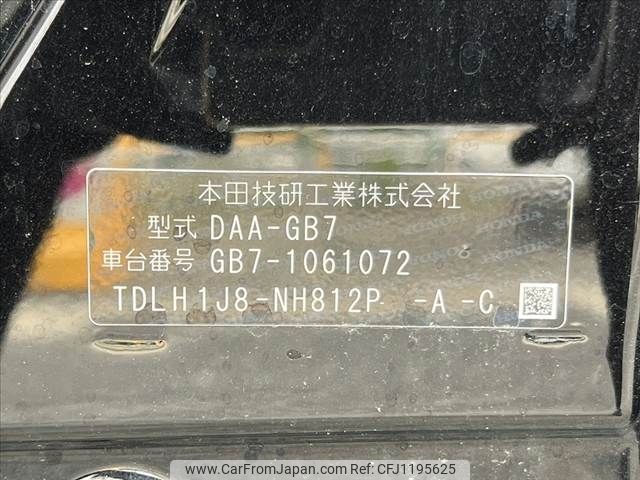 本田技研工業株式会社
型式 DAA-GB7
車台番号 GB7-1061072
TDLH1J8-NH812P -A -C
www.CarFromJapan.com | Ref No. CFJ1195625